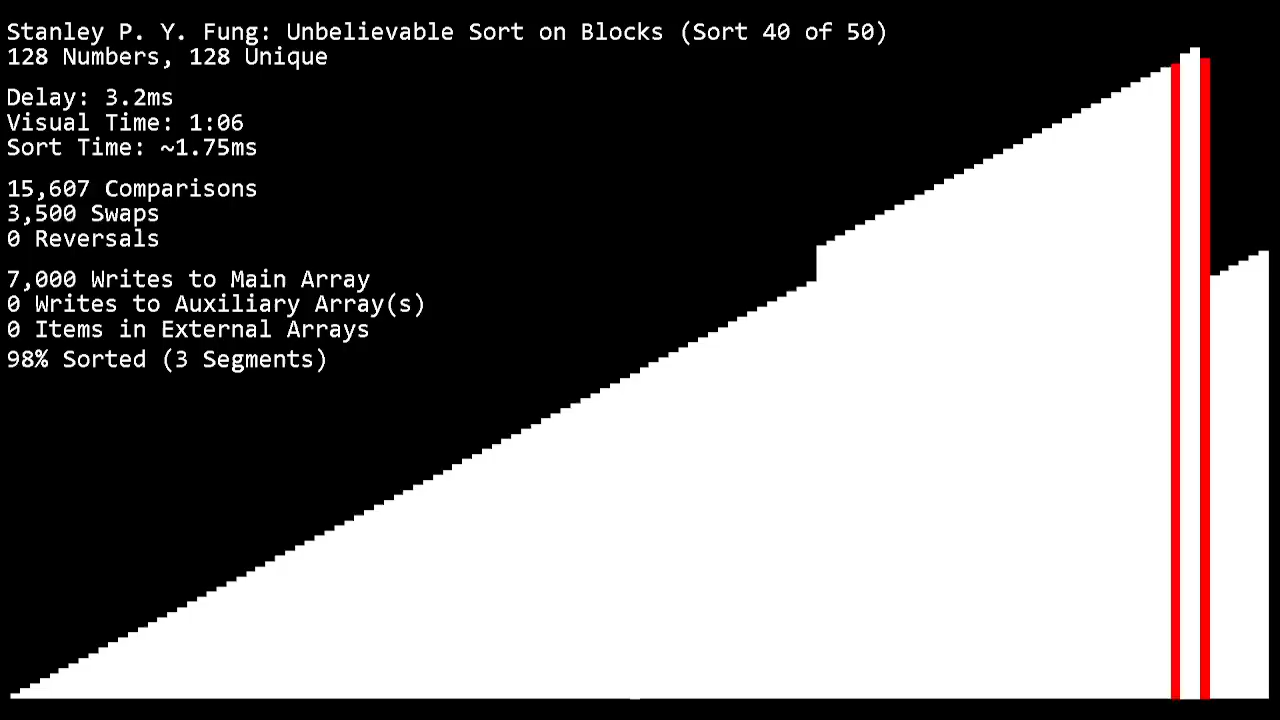 Stanley P. Y. Fung: Unbelievable Sort on Blocks (Sort 40 of 50)
128 Numbers, 128 Unique
Delay: 3.2ms
Visual Time: 1:06
Sort Time: ~1.75ms
15,607 Comparisons
3,500 Swaps
0 Reversals
7,000 Writes to Main Array
0 Writes to Auxiliary Array(s)
0 Items in External Arrays
98% Sorted (3 Segments)